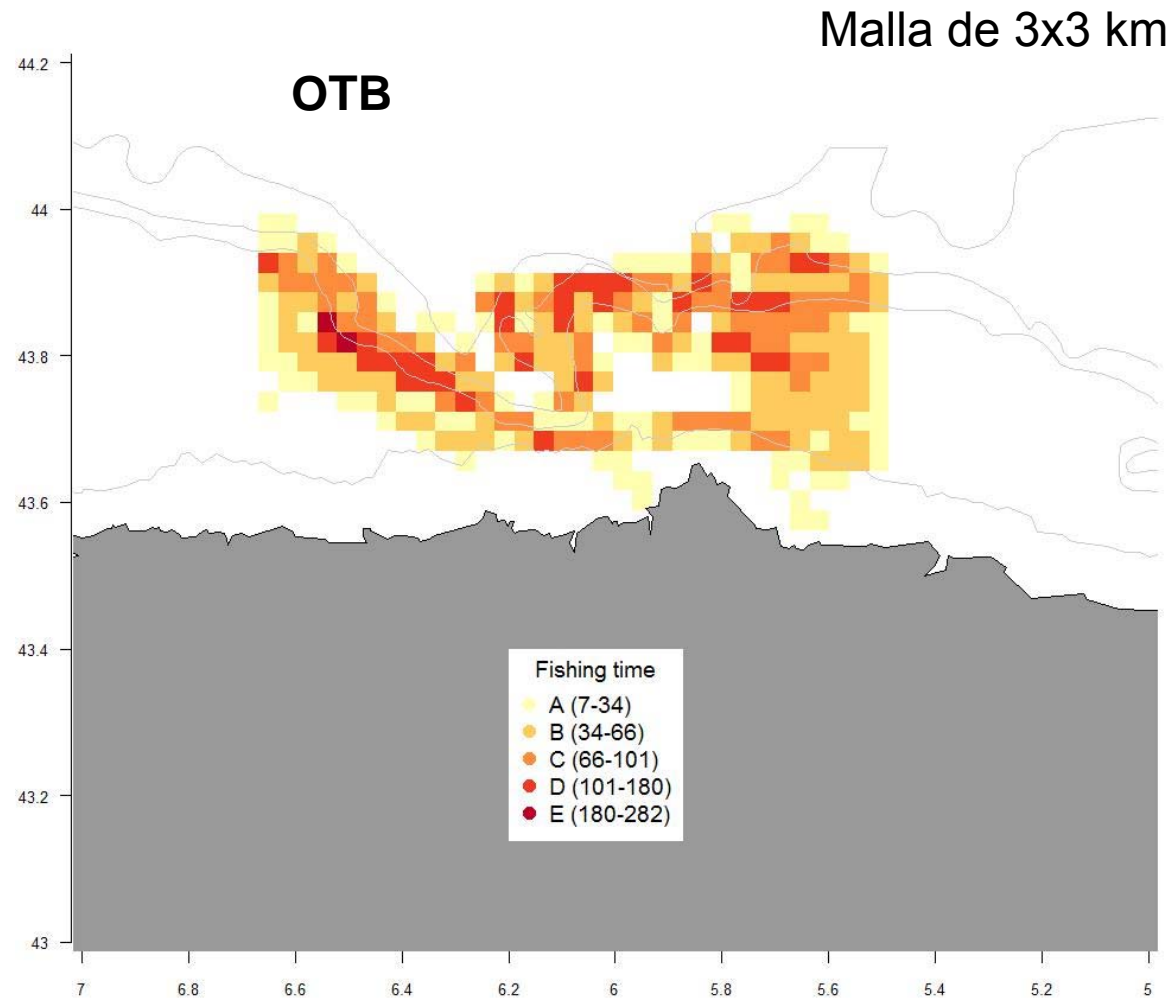 Malla de 3x3 km
OTB
44.2
44
43.8
43.6
43.4
43.2
43
Fishing time
A (7-34)
B (34-66)
C (66-101)
D (101-180)
E (180-282)
7 6.8 6.6 6.4 6.2 6 5.8 5.6 5.4 5.2 5